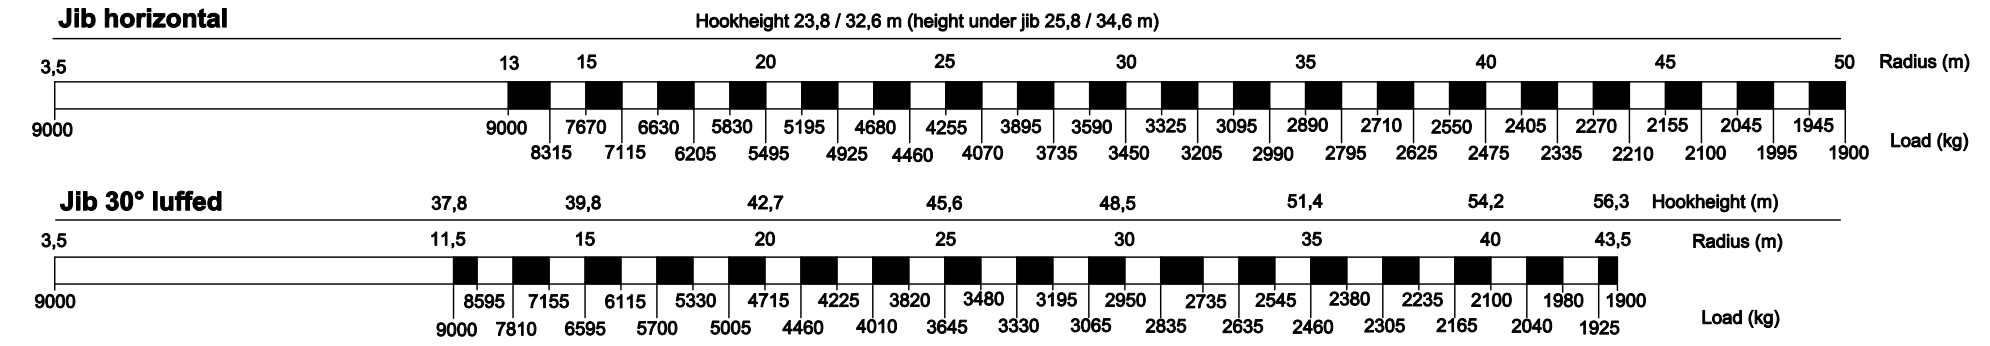 Jib horizontal Hookheight 23,8 / 32,6 m (height under jib 25,8 / 34,6 m)
3,5 13 15 20 25 30 35 40 45 50 Radius (m)
9000 9000 7670 6630 5830 5195 4680 4255 3895 3590 3325 3095 2890 2710 2550 2405 2270 2155 2045 1945
8315 7115 6205 5495 4925 4460 4070 3735 3450 3205 2990 2795 2625 2475 2335 2210 2100 1995 1900 Load (kg)
Jib 30° luffed 37,8 39,8 42,7 45,6 48,5 51,4 54,2 56,3 Hookheight (m)
3,5 11,5 15 20 25 30 35 40 43,5 Radius (m)
9000 8595 7155 6115 5330 4715 4225 3820 3480 3195 2950 2735 2545 2380 2235 2100 1980 1900
9000 7810 6595 5700 5005 4460 4010 3645 3330 3065 2835 2635 2460 2305 2165 2040 1925 Load (kg)